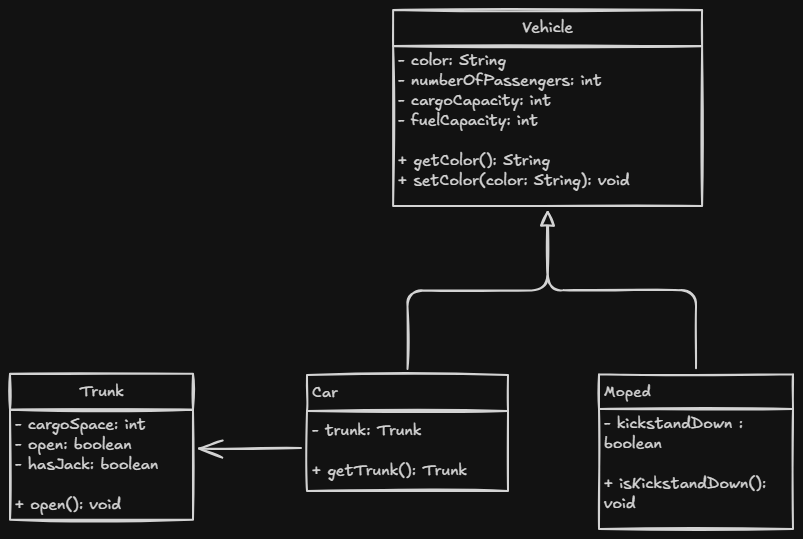 Vehicle
- color: String
- numberOfPassengers: int
- cargoCapacity: int
- fuelCapacity: int
+ getColor(): String
+ setColor(color: String): void
Trunk
- cargoSpace: int
- open: boolean
- hasJack: boolean
+ open(): void
Car
- trunk: Trunk
+ getTrunk(): Trunk
Moped
- kickstandDown :
boolean
+ isKickstandDown():
void